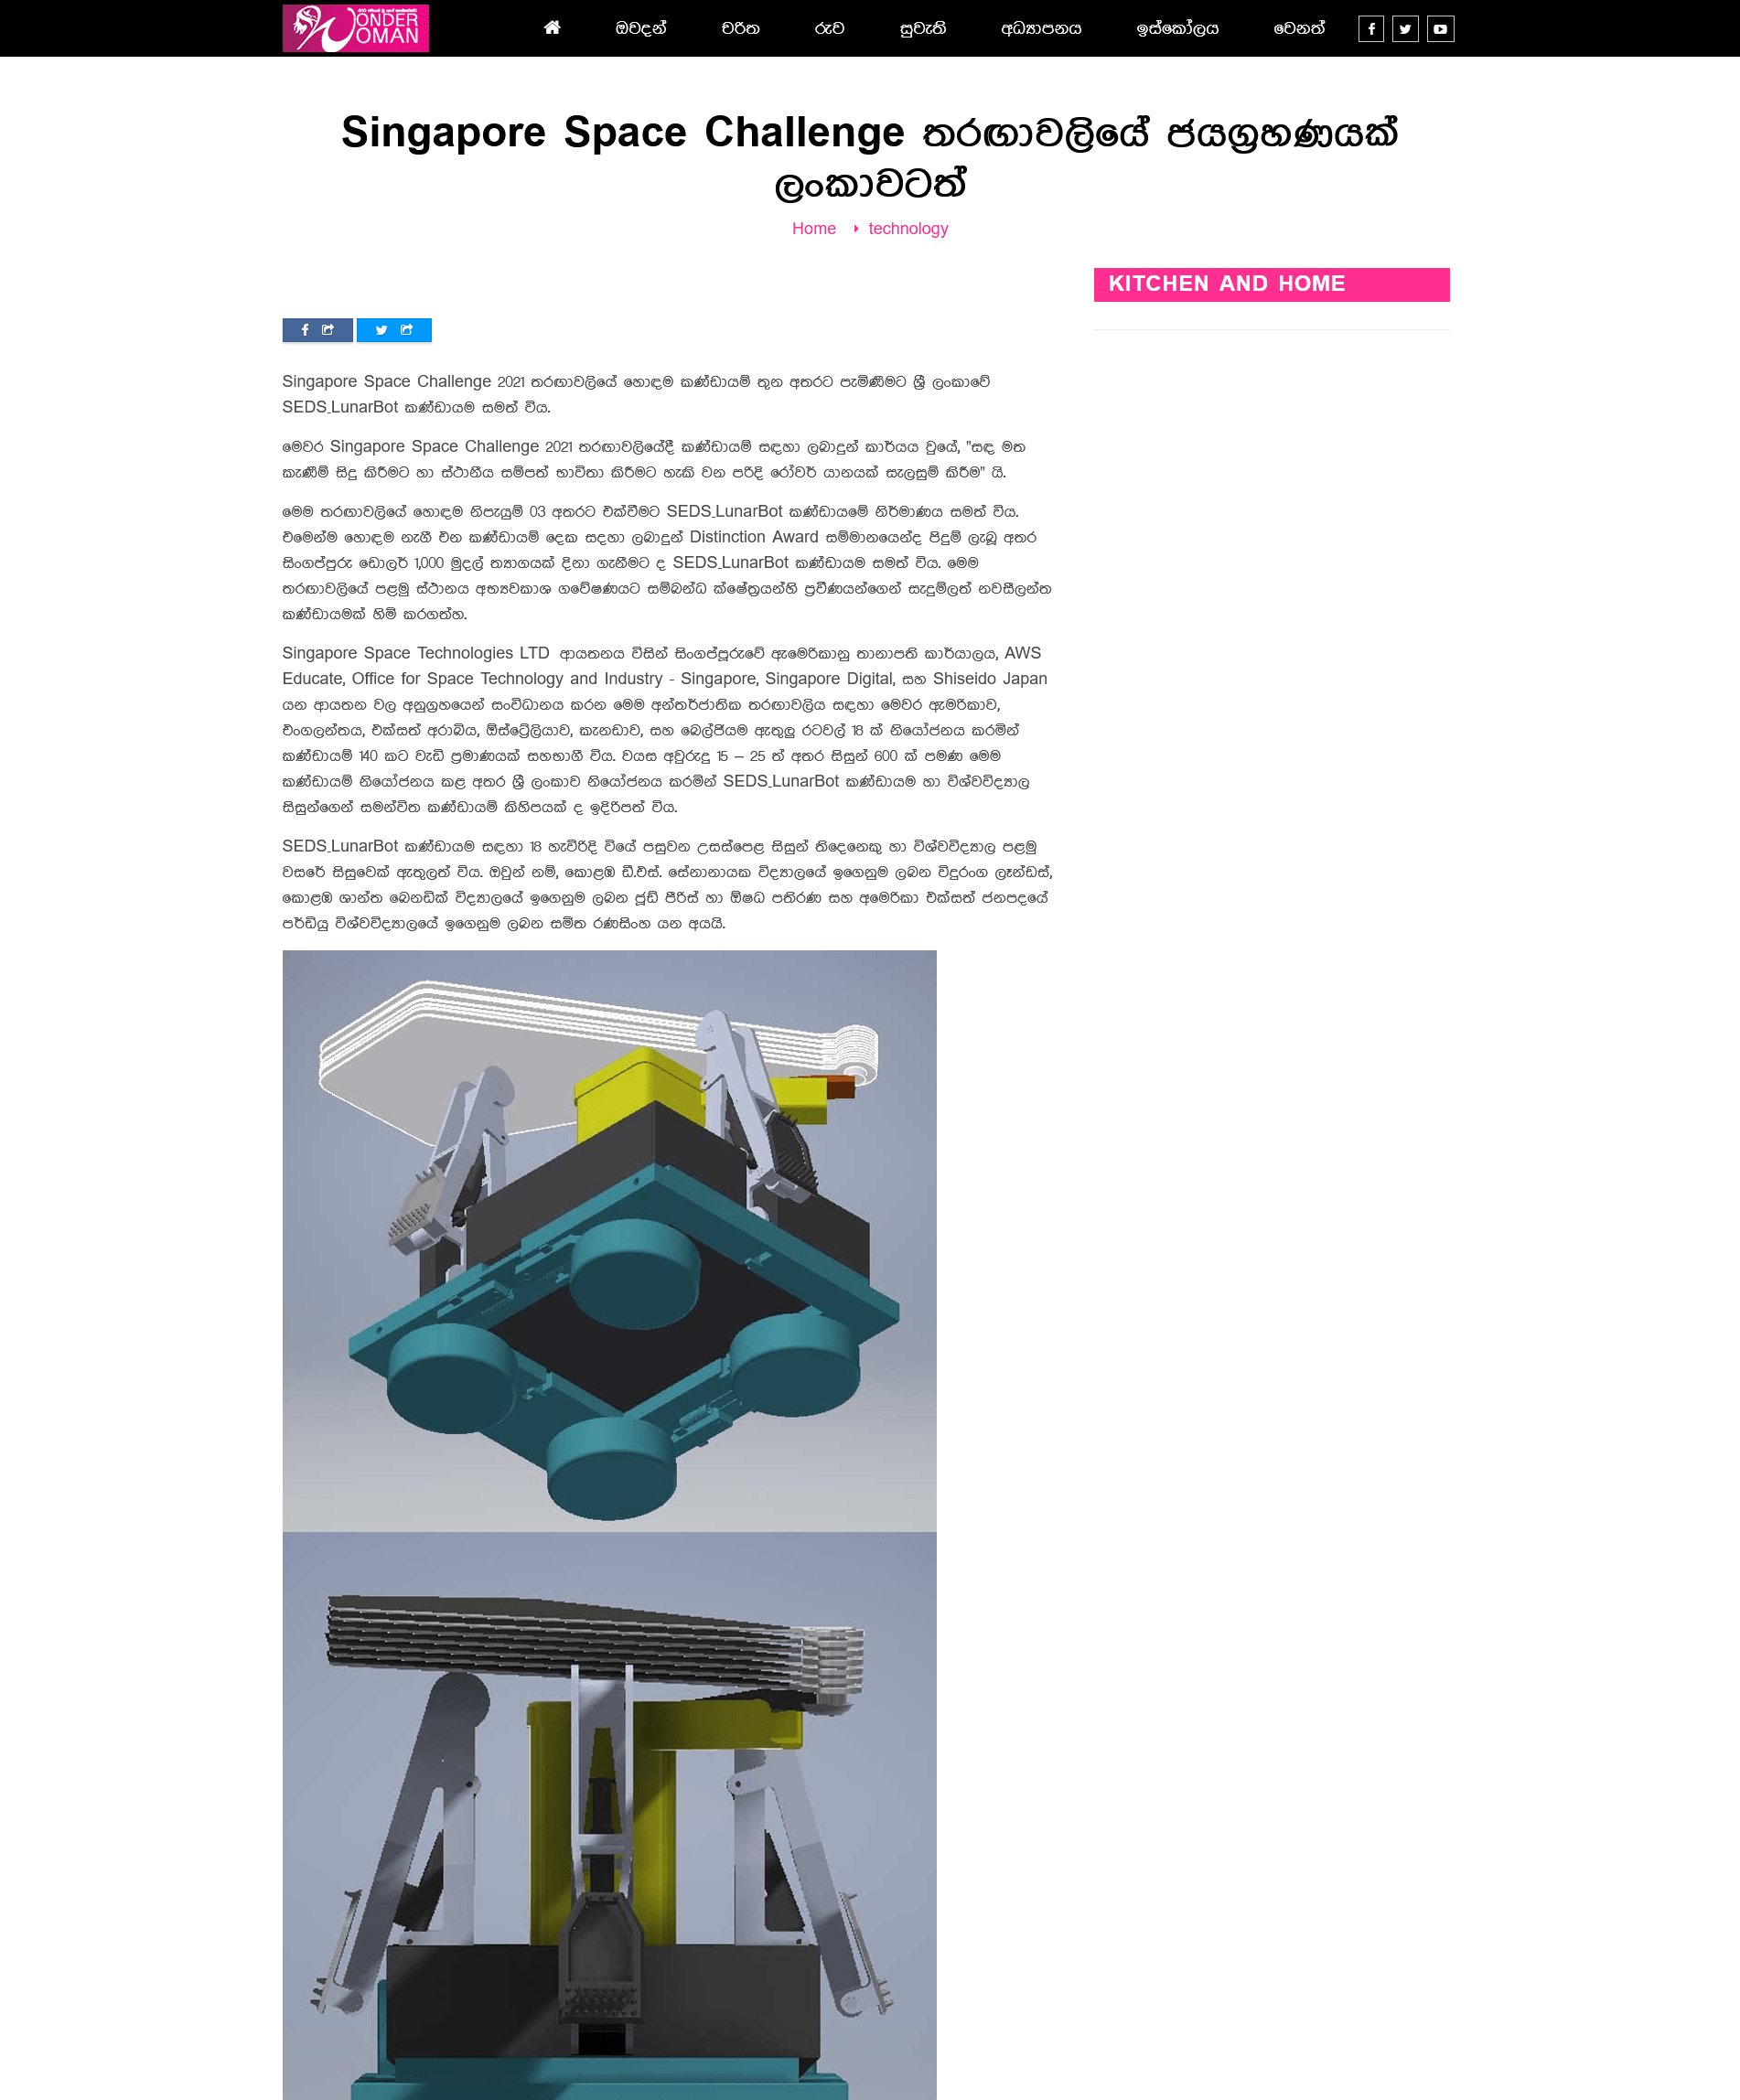 WONDER
WOMAN
ඔවදන්
චරිත
රුව
සුවැති
අධ්‍යාපනය
ඉස්කෝලය
වෙනත්
Singapore Space Challenge තරඟාවලියේ ජයග්‍රහණයක්
ලංකාවටත්
Home
technology
KITCHEN AND HOME
Singapore Space Challenge 2021 තරඟාවලියේ හොඳම කණ්ඩායම් තුන අතරට පැමිණීමට ශ්‍රී ලංකාවේ
SEDS_LunarBot කණ්ඩායම සමත් විය.
මෙවර Singapore Space Challenge 2021 තරඟාවලියේදී කණ්ඩායම් සඳහා ලබාදුන් කාර්යය වූයේ, "සඳ මත
කැණීම් සිදු කිරීමට හා ස්ථානීය සම්පත් භාවිතා කිරීමට හැකි වන පරිදි රෝවර් යානයක් සැලසුම් කිරීම" යි.
මෙම තරඟාවලියේ හොඳම නිපැයුම් 03 අතරට එක්වීමට SEDS_LunarBot කණ්ඩායමේ නිර්මාණය සමත් විය.
එමෙන්ම හොඳම නැගී එන කණ්ඩායම් දෙක සදහා ලබාදුන් Distinction Award සම්මානයෙන්ද පිදුම් ලැබූ අතර
සිංගප්පුරු ඩොලර් 1,000 මුදල් ත්‍යාගයක් දිනා ගැනීමට ද SEDS_LunarBot කණ්ඩායම සමත් විය. මෙම
තරඟාවලියේ පළමු ස්ථානය අභ්‍යවකාශ ගවේෂණයට සම්බන්ධ ක්ෂේත්‍රයන්හි ප්‍රවීණයන්ගෙන් සැදුම්ලත් නවසීලන්ත
කණ්ඩායමක් හිමි කරගත්හ.
Singapore Space Technologies LTD ආයතනය විසින් සිංගප්පූරුවේ ඇමෙරිකානු තානාපති කාර්යාලය, AWS
Educate, Office for Space Technology and Industry - Singapore, Singapore Digital, සහ Shiseido Japan
යන ආයතන වල අනුග්‍රහයෙන් සංවිධානය කරන මෙම අන්තර්ජාතික තරඟාවලිය සඳහා මෙවර ඇමරිකාව,
එංගලන්තය, එක්සත් අරාබිය, ඕස්ට්‍රේලියාව, කැනඩාව, සහ බෙල්ජියම ඇතුලු රටවල් 18 ක් නියෝජනය කරමින්
කණ්ඩායම් 140 කට වැඩි ප්‍රමාණයක් සහභාගී විය. වයස අවුරුදු 15 – 25 ත් අතර සිසුන් 600 ක් පමණ මෙම
කණ්ඩායම් නියෝජනය කළ අතර ශ්‍රී ලංකාව නියෝජනය කරමින් SEDS_LunarBot කණ්ඩායම හා විශ්වවිද්‍යාල
සිසුන්ගෙන් සමන්විත කණ්ඩායම් කිහිපයක් ද ඉදිරිපත් විය.
SEDS_LunarBot කණ්ඩායම සඳහා 18 හැවිරිදි වියේ පසුවන උසස්පෙළ සිසුන් තිදෙනෙකු හා විශ්වවිද්‍යාල පළමු
වසරේ සිසුවෙක් ඇතුලත් විය. ඔවුන් නම්, කොළඹ ඩී.එස්. සේනානායක විද්‍යාලයේ ඉගෙනුම ලබන විදුරංග ලෑන්ඩස්,
කොළඹ ශාන්ත බෙනඩික් විද්‍යාලයේ ඉගෙනුම ලබන ජූඩ් පීරිස් හා ඕෂධ පතිරණ සහ අමෙරිකා එක්සත් ජනපදයේ
පර්ඩියු විශ්වවිද්‍යාලයේ ඉගෙනුම ලබන සමිත රණසිංහ යන අයයි.